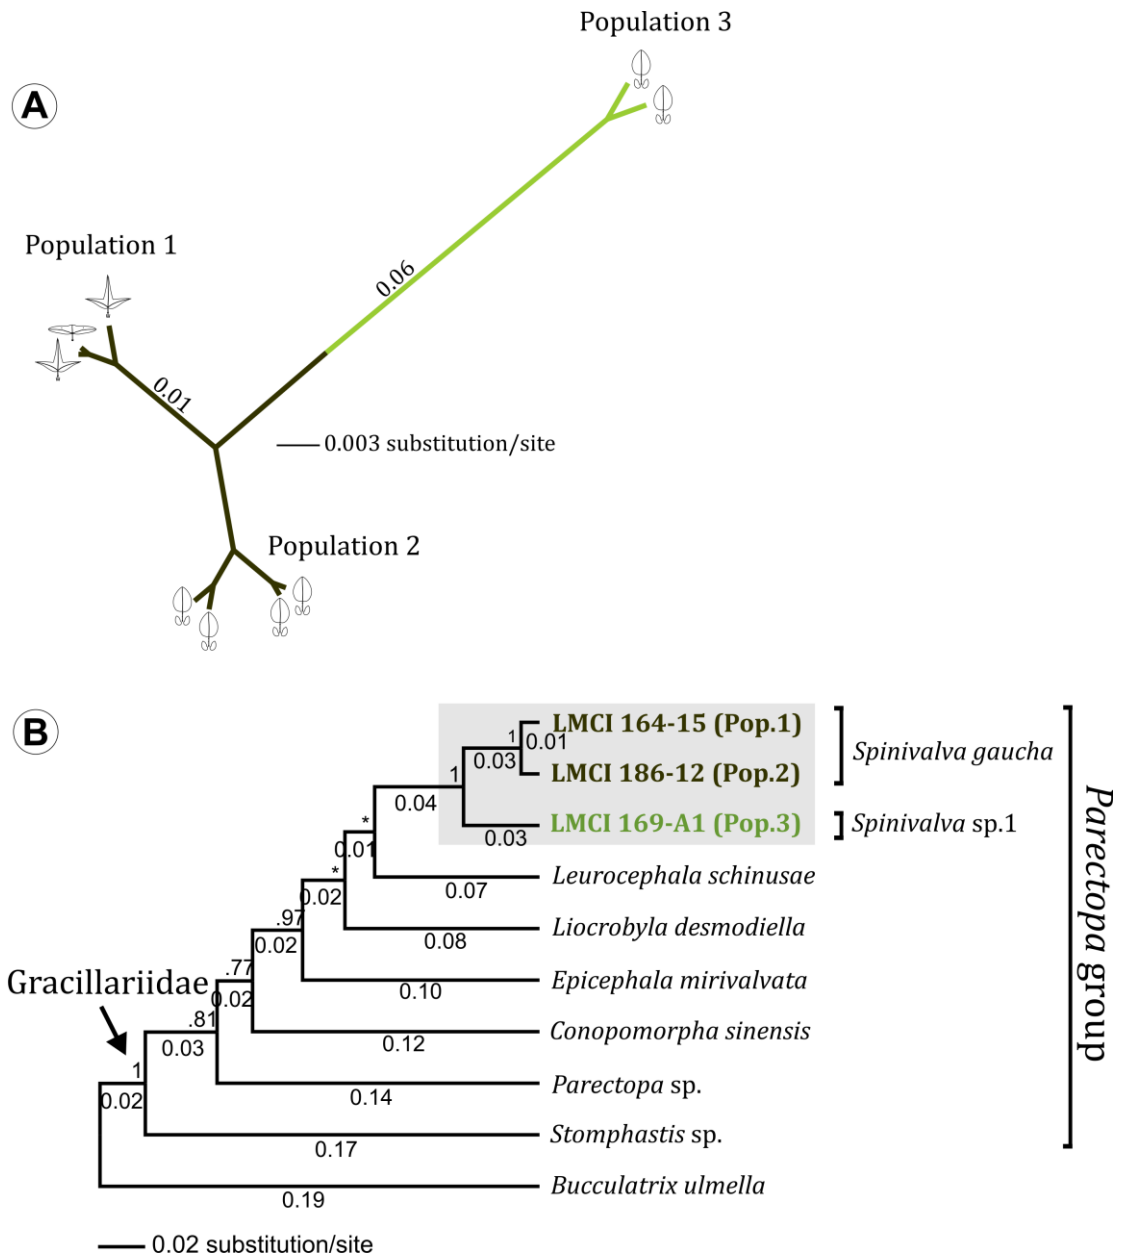 A
Population 3
Population 1
0.06
0.01
0.003 substitution/site
Population 2
B
LMCI 164-15 (Pop.1)
1
0.01
0.03
LMCI 186-12 (Pop.2)
Spinivalva gaucha
1
0.04
LMCI 169-A1 (Pop.3)
Spinivalva sp.1
0.03
*
0.01
Leurocephala schinusae
0.07
*
0.02
Liocrobyla desmodiella
0.08
.97
0.02
Epicephala mirivalvata
0.10
.77
0.02
Conopomorpha sinensis
0.12
Gracillariidae
.81
0.03
Parectopa sp.
0.14
1
0.02
Stomphastis sp.
0.17
Bucculatrix ulmella
0.19
Parectopa group
0.02 substitution/site